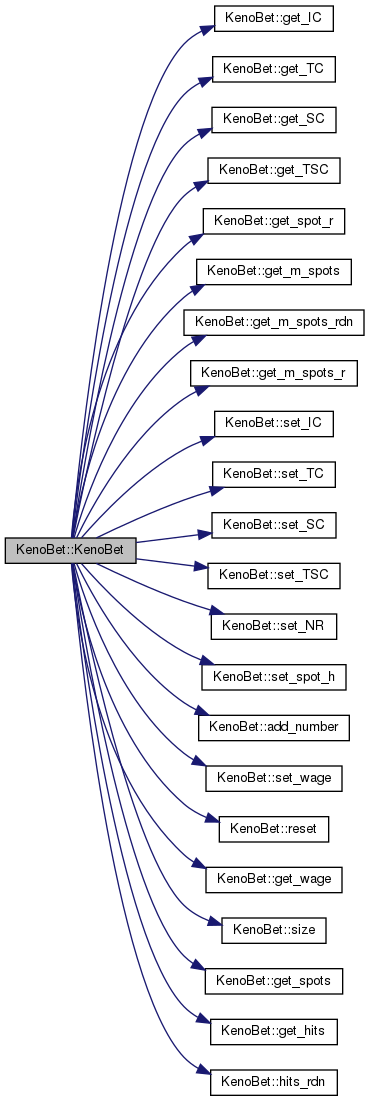 KenoBet::get_IC
KenoBet::get_TC
KenoBet::get_SC
KenoBet::get_TSC
KenoBet::get_spot_r
KenoBet::get_m_spots
KenoBet::get_m_spots_rdn
KenoBet::get_m_spots_r
KenoBet::set_IC
KenoBet::set_TC
KenoBet::set_SC
KenoBet::KenoBet
KenoBet::set_TSC
KenoBet::set_NR
KenoBet::set_spot_h
KenoBet::add_number
KenoBet::set_wage
KenoBet::reset
KenoBet::get_wage
KenoBet::size
KenoBet::get_spots
KenoBet::get_hits
KenoBet::hits_rdn